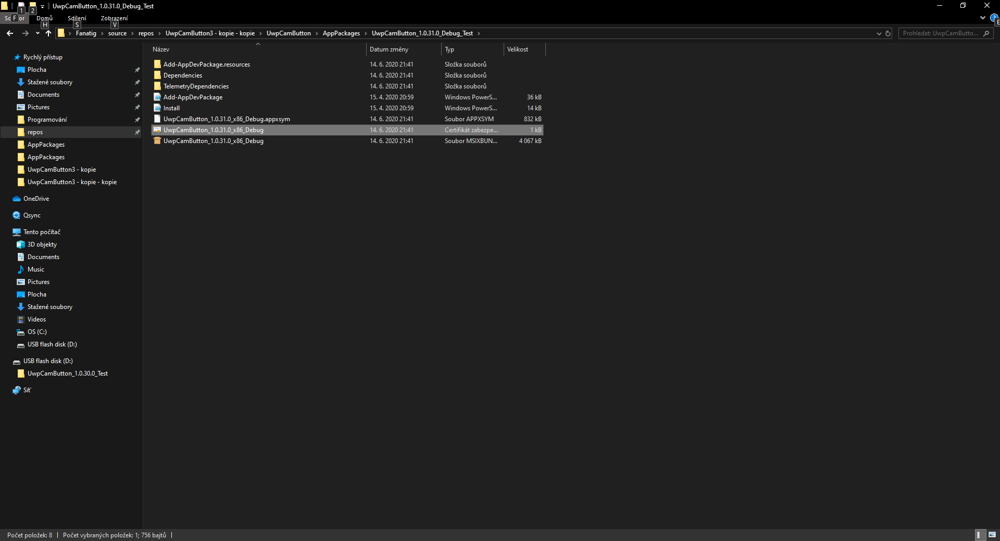 UwpCamButton_1.0.31.0_Debug_Test
1 2
Domů Sdílení Zobrazení
F H S V E
Fanatig source repos UwpCamButton3 - kopie - kopie UwpCamButton AppPackages UwpCamButton_1.0.31.0_Debug_Test Prohledat: UwpCamButto...
Název Datum změny Typ Velikost
Add-AppDevPackage.resources 14. 6. 2020 21:41 Složka souborů
Dependencies 14. 6. 2020 21:41 Složka souborů
TelemetryDependencies 14. 6. 2020 21:41 Složka souborů
Add-AppDevPackage 15. 4. 2020 20:59 Windows PowerS... 36 kB
Install 15. 4. 2020 20:59 Windows PowerS... 14 kB
UwpCamButton_1.0.31.0_x86_Debug.appxsym 14. 6. 2020 21:41 Soubor APPXSYM 832 kB
UwpCamButton_1.0.31.0_x86_Debug 14. 6. 2020 21:41 Certifikát zabezpe... 1 kB
UwpCamButton_1.0.31.0_x86_Debug 14. 6. 2020 21:41 Soubor MSIXBUN... 4 067 kB
Rychlý přístup
Plocha
Stažené soubory
Documents
Pictures
Programování
repos
AppPackages
AppPackages
UwpCamButton3 - kopie
UwpCamButton3 - kopie - kopie
OneDrive
Qsync
Tento počítač
3D objekty
Documents
Music
Pictures
Plocha
Stažené soubory
Videos
OS (C:)
USB flash disk (D:)
USB flash disk (D:)
UwpCamButton_1.0.30.0_Test
Síť
Počet položek: 8 Počet vybraných položek: 1; 756 bajtů